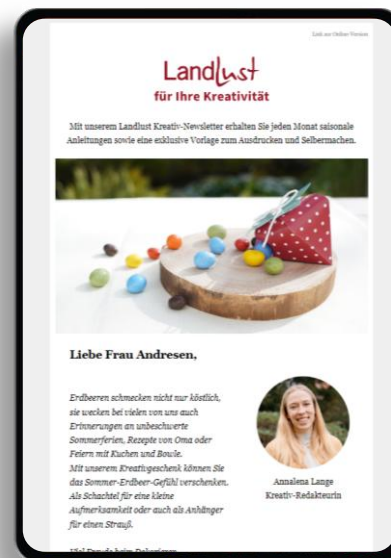 Link zur Online-Version
Landlust
für Ihre Kreativität
Mit unserem Landlust Kreativ-Newsletter erhalten Sie jeden Monat saisonale
Anleitungen sowie eine exklusive Vorlage zum Ausdrucken und Selbermachen.
Liebe Frau Andresen,
Erdbeeren schmecken nicht nur köstlich,
sie wecken bei vielen von uns auch
Erinnerungen an unbeschwerte
Sommerferien, Rezepte von Oma oder
Feiern mit Kuchen und Bowle.
Mit unserem Kreativgeschenk können Sie
das Sommer-Erdbeer-Gefühl verschenken.
Als Schachtel für eine kleine
Aufmerksamkeit oder auch als Anhänger
für einen Strauß.
Annalena Lange
Kreativ-Redakteurin
Viel Freude beim Dekorieren